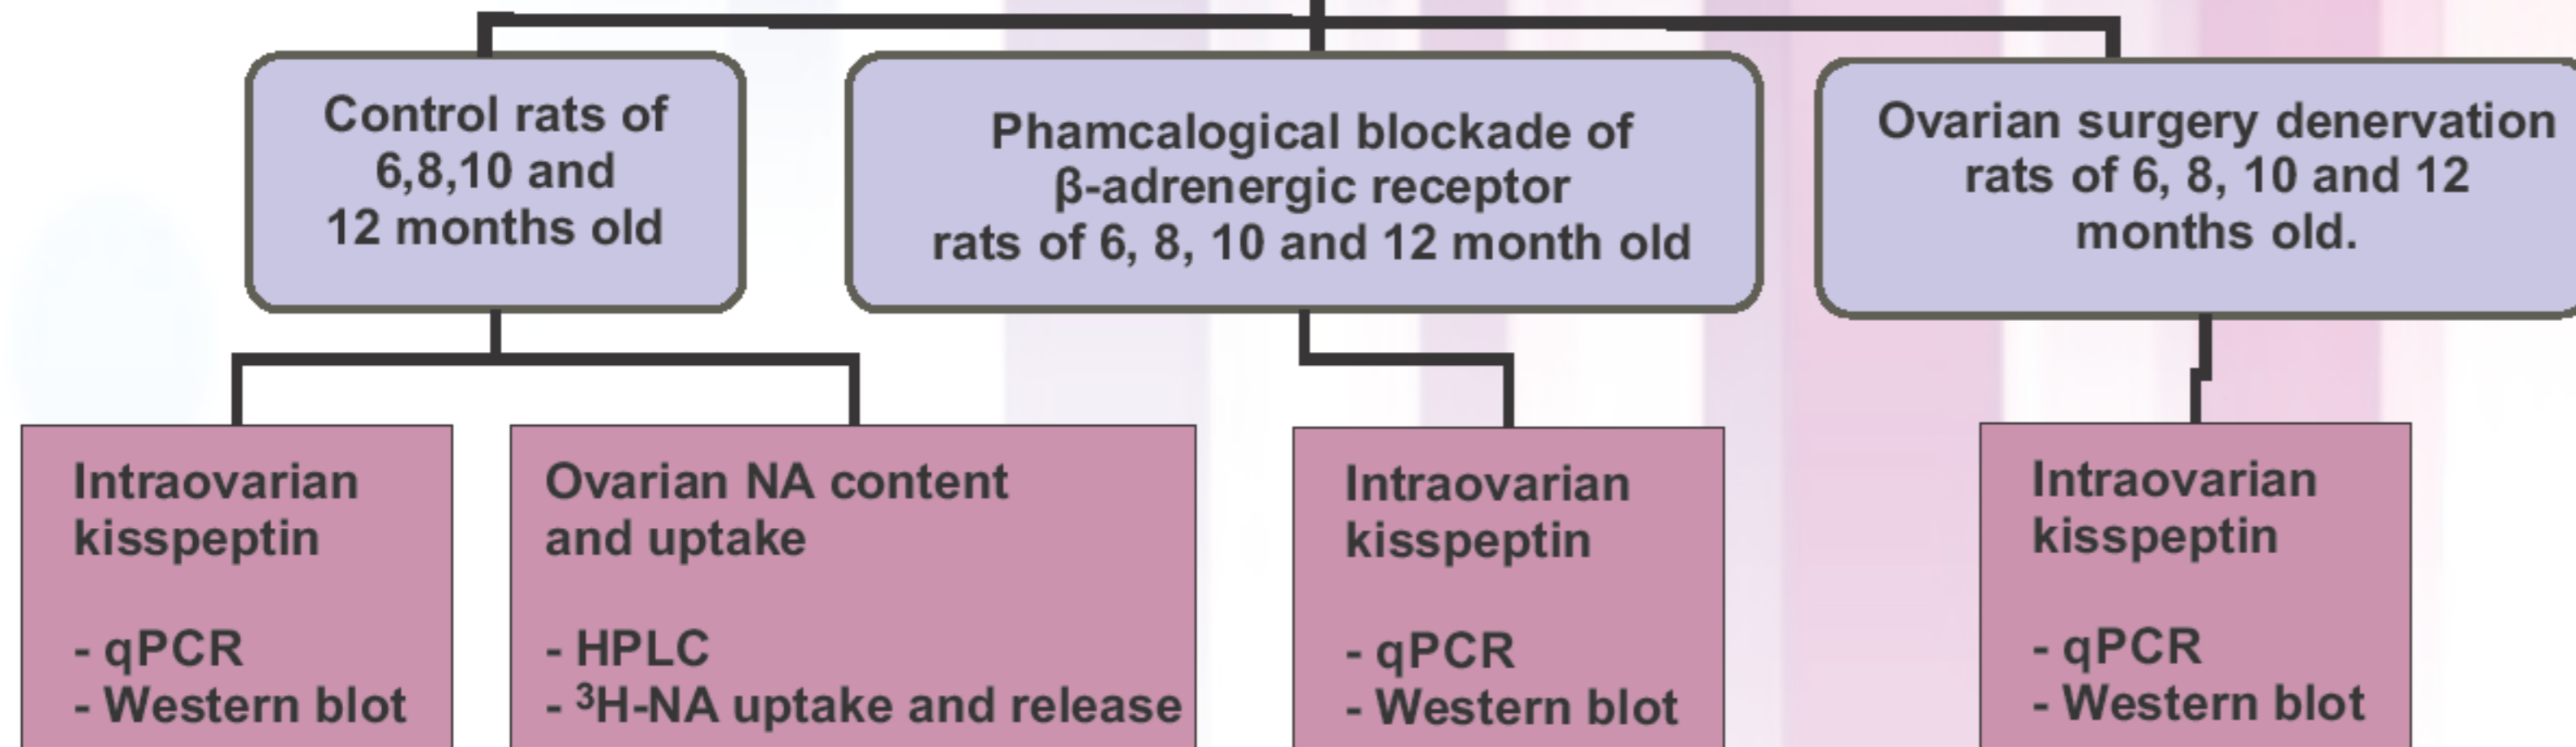 Control rats of
6,8,10 and
12 months old
Phamcalogical blockade of
β-adrenergic receptor
rats of 6, 8, 10 and 12 month old
Ovarian surgery denervation
rats of 6, 8, 10 and 12
months old.
Intraovarian
kisspeptin
- qPCR
- Western blot
Ovarian NA content
and uptake
- HPLC
- ³H-NA uptake and release
Intraovarian
kisspeptin
- qPCR
- Western blot
Intraovarian
kisspeptin
- qPCR
- Western blot